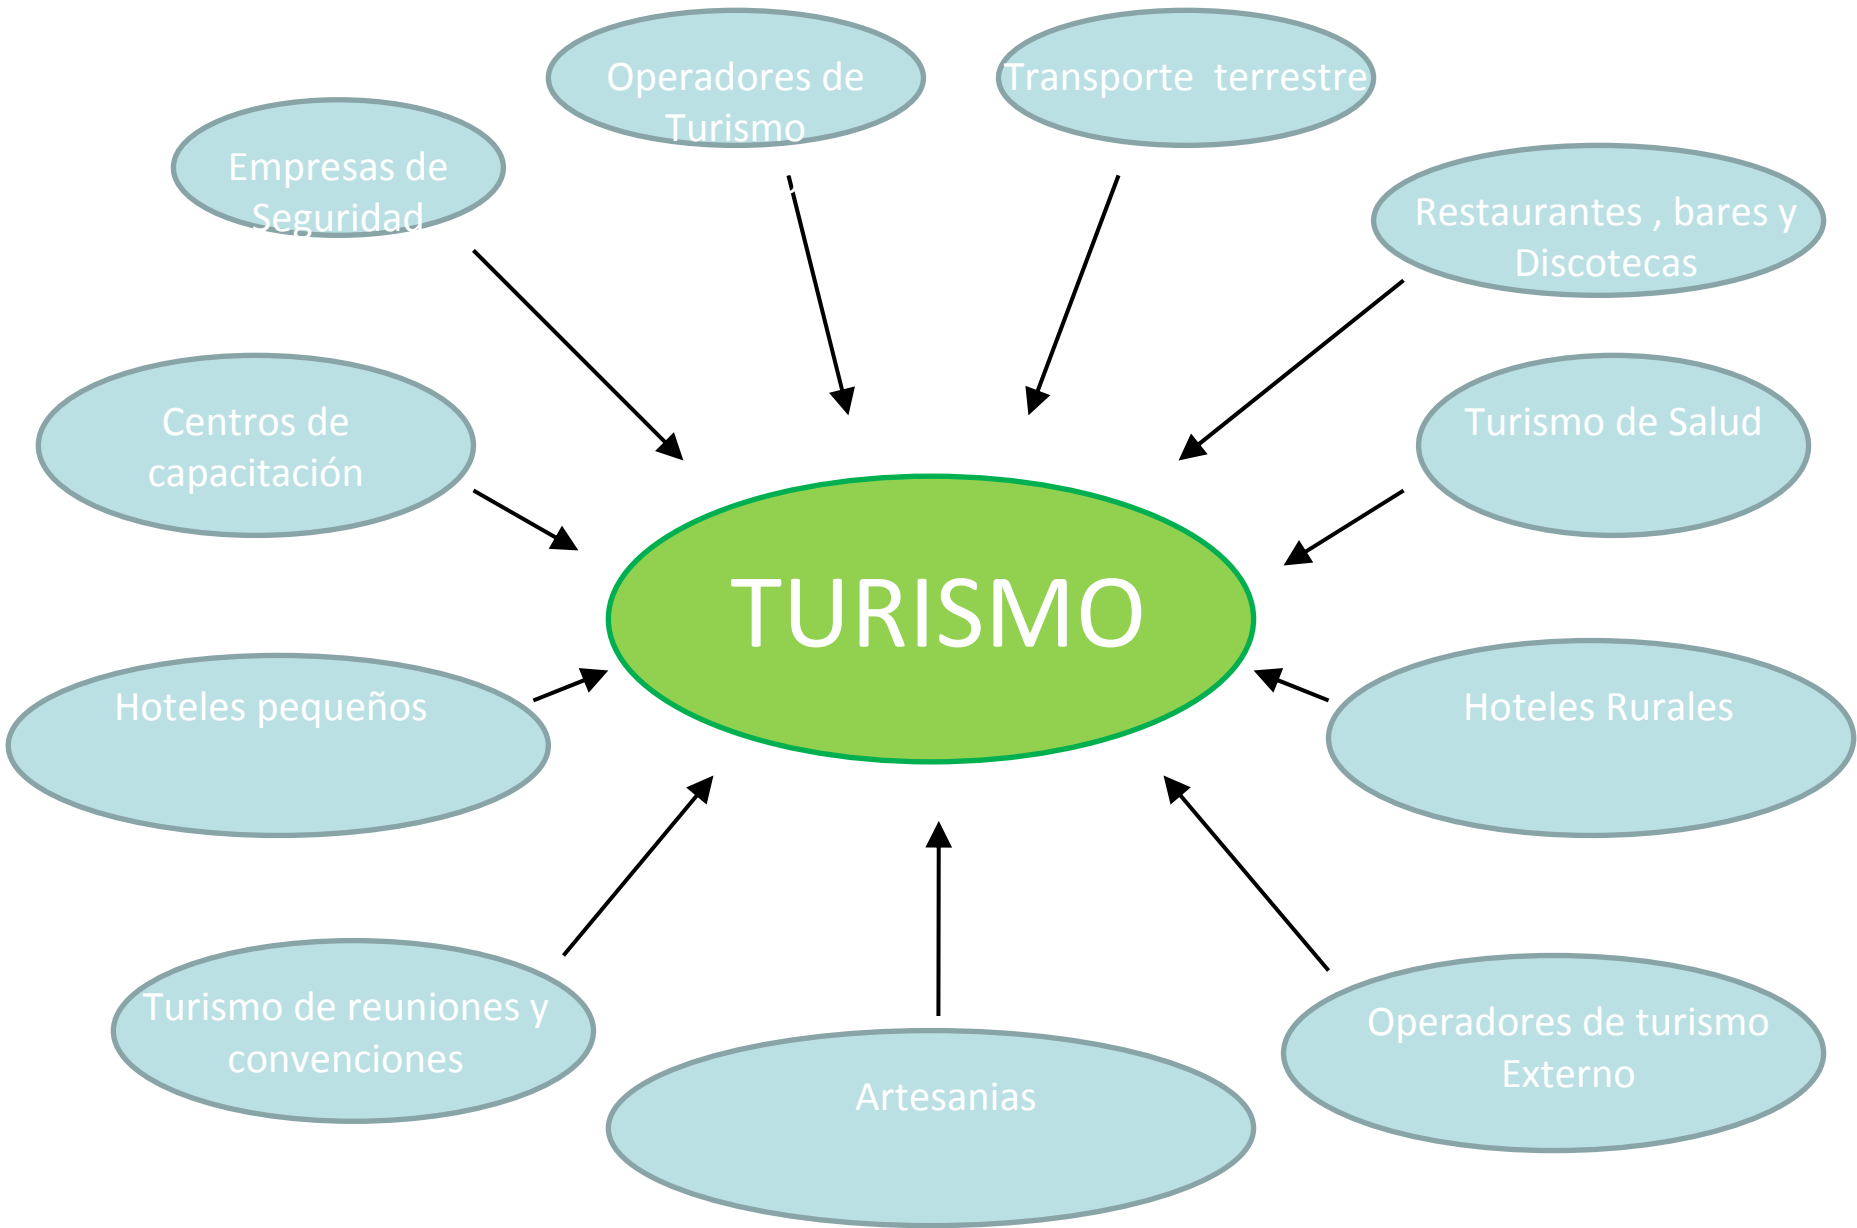 Operadores de
Turismo
Transporte  terrestre
Empresas de
Seguridad
Restaurantes , bares y
Discotecas
Centros de
capacitación
Turismo de Salud
TURISMO
Hoteles pequeños
Hoteles Rurales
Turismo de reuniones y
convenciones
Operadores de turismo
Externo
Artesanias